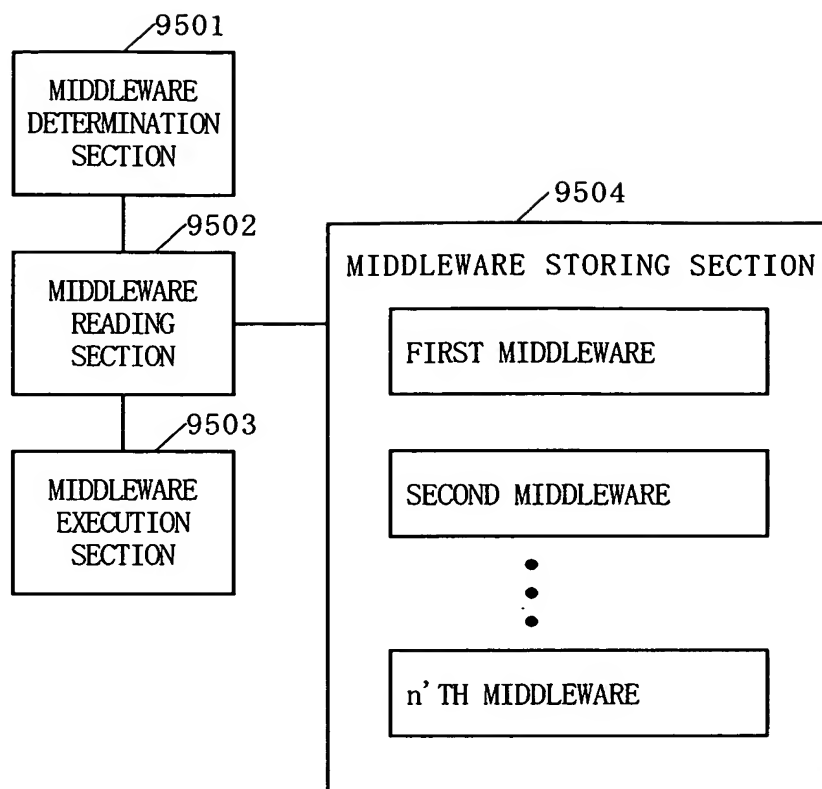 9501
MIDDLEWARE
DETERMINATION
SECTION
9502
MIDDLEWARE
READING
SECTION
9503
MIDDLEWARE
EXECUTION
SECTION
9504
MIDDLEWARE STORING SECTION
FIRST MIDDLEWARE
SECOND MIDDLEWARE
n'TH MIDDLEWARE